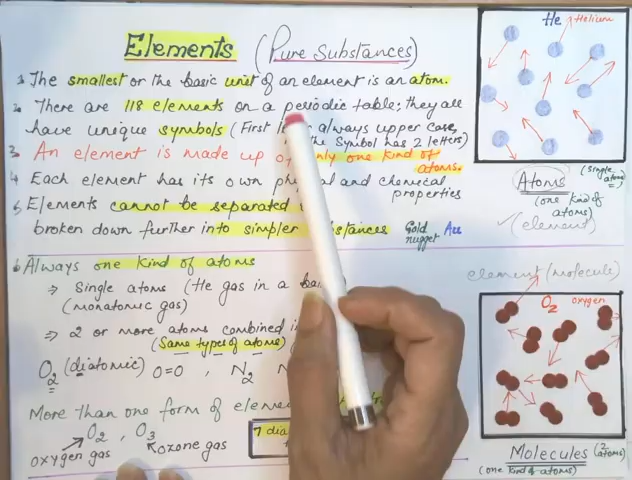 Elements (Pure Substances)
1. The smallest or the basic unit of an element is an atom.
2. There are 118 elements on a periodic table; they all
have unique symbols (First always upper case,
the Symbol has 2 letters)
3. An element is made up of only one kind of
atoms.
4 Each element has its own and chemical
properties
5 Elements cannot be separated
broken down further into simpler substances Gold
nugget Au
6 Always one kind of atoms
⇒ Single atoms (He gas in a
(monatomic gas)
⇒ 2 or more atoms combined
(Same types of atoms)
O2 (diatomic) O=O , N2
More than one form of
O2 , O3
oxygen gas ozone gas
7
He Helium
Atoms (single atoms =)
(one kind of
atoms)
(element)
element (molecule)
O2 oxygen
Molecules (2 atoms)
(one kind of atoms)